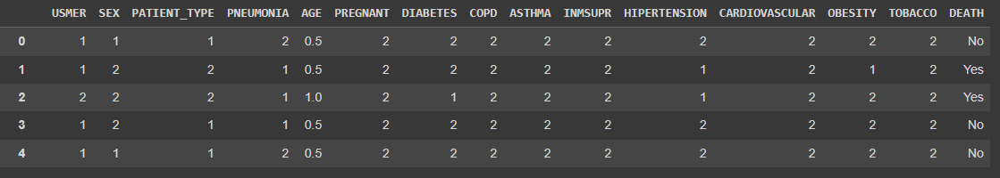 USMER SEX PATIENT_TYPE PNEUMONIA AGE PREGNANT DIABETES COPD ASTHMA INMSUPR HIPERTENSION CARDIOVASCULAR OBESITY TOBACCO DEATH
0 1 1 1 2 0.5 2 2 2 2 2 2 2 2 2 No
1 1 2 2 1 0.5 2 2 2 2 2 1 2 1 2 Yes
2 2 2 2 1 1.0 2 1 2 2 2 1 2 2 2 Yes
3 1 2 1 1 0.5 2 2 2 2 2 2 2 2 2 No
4 1 1 1 2 0.5 2 2 2 2 2 2 2 2 2 No